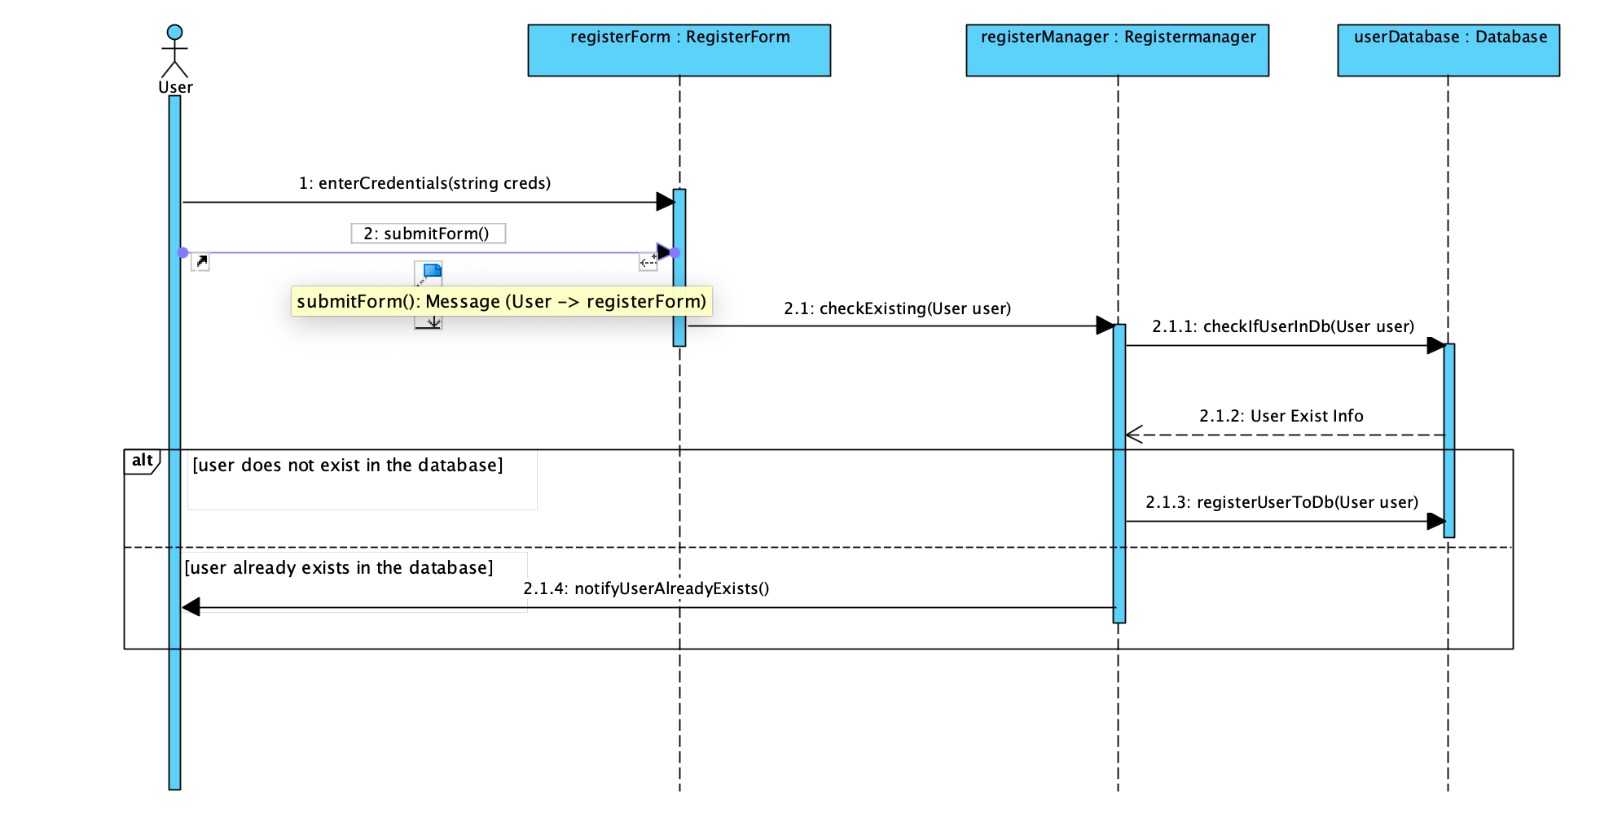 User
registerForm : RegisterForm
registerManager : Registermanager
userDatabase : Database
1: enterCredentials(string creds)
2: submitForm()
submitForm(): Message (User -> registerForm)
2.1: checkExisting(User user)
2.1.1: checkIfUserInDb(User user)
2.1.2: User Exist Info
alt
[user does not exist in the database]
2.1.3: registerUserToDb(User user)
[user already exists in the database]
2.1.4: notifyUserAlreadyExists()